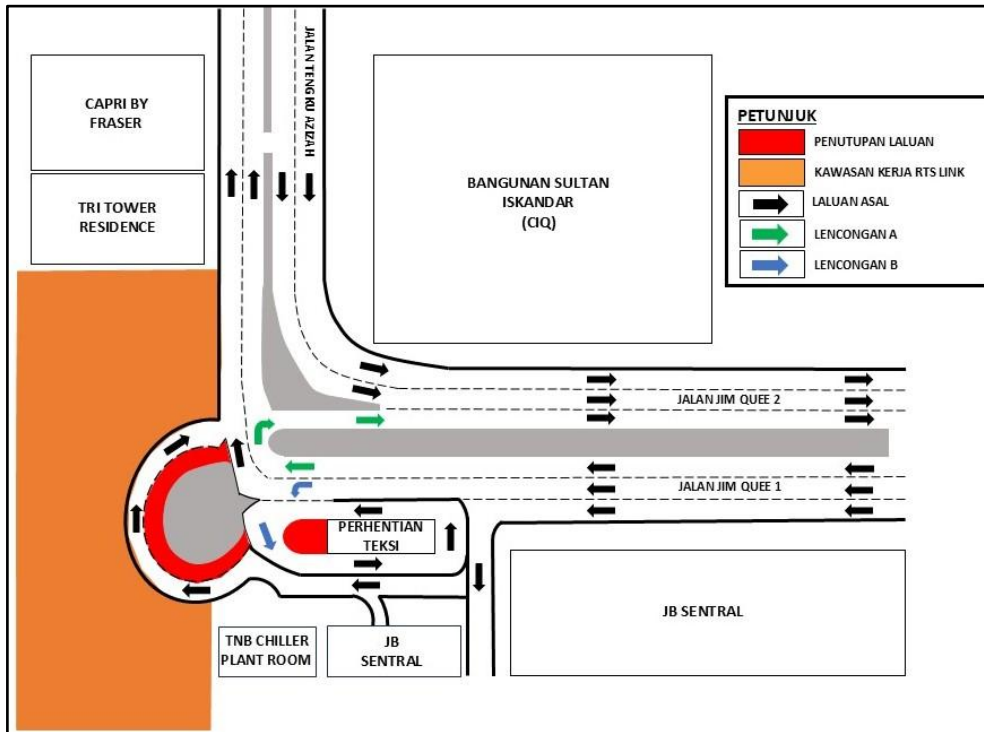 CAPRI BY
FRASER
TRI TOWER
RESIDENCE
JALAN TENGKU AZIZAH
BANGUNAN SULTAN
ISKANDAR
(CIQ)
PETUNJUK
PENUTUPAN LALUAN
KAWASAN KERJA RTS LINK
LALUAN ASAL
LENCONGAN A
LENCONGAN B
JALAN JIM QUEE 2
JALAN JIM QUEE 1
PERHENTIAN
TEKSI
TNB CHILLER
PLANT ROOM
JB
SENTRAL
JB SENTRAL